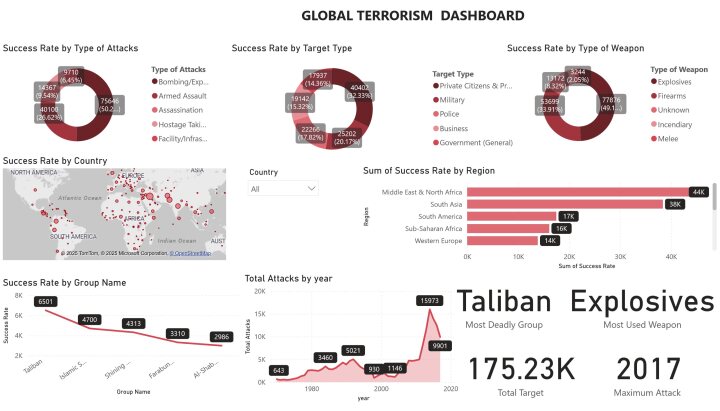 GLOBAL TERRORISM DASHBOARD
Success Rate by Type of Attacks
9710
(6.45%)
14367
(9.54%)
40100
(26.62%)
75646
(50.2...
Type of Attacks
Bombing/Exp...
Armed Assault
Assassination
Hostage Taki...
Facility/Infras...
Success Rate by Target Type
17937
(14.36%)
19142
(15.32%)
22266
(17.82%)
25202
(20.17%)
40402
(32.33%)
Target Type
Private Citizens & Pr...
Military
Police
Business
Government (General)
Success Rate by Type of Weapon
3244
(2.05%)
13172
(8.32%)
53699
(33.91%)
77876
(49.1...
Type of Weapon
Explosives
Firearms
Unknown
Incendiary
Melee
Success Rate by Country
NORTH AMERICA
EUROPE
ASIA
Atlantic Ocean
AFRICA
SOUTH AMERICA
Indian Ocean
AUST
© 2025 TomTom, © 2025 Microsoft Corporation, © OpenStreetMap
Country
All
Sum of Success Rate by Region
Region
Middle East & North Africa
44K
South Asia
38K
South America
17K
Sub-Saharan Africa
16K
Western Europe
14K
0K 10K 20K 30K 40K
Sum of Success Rate
Success Rate by Group Name
Success Rate
8K
6K
4K
2K
6501
4700
4313
3310
2986
Taliban
Islamic S...
Shining ...
Farabun...
Al-Shab...
Group Name
Total Attacks by year
Total Attacks
20K
15K
10K
5K
0K
643
3460
5021
930
1146
15973
9901
1980 2000 2020
year
Taliban
Most Deadly Group
Explosives
Most Used Weapon
175.23K
Total Target
2017
Maximum Attack